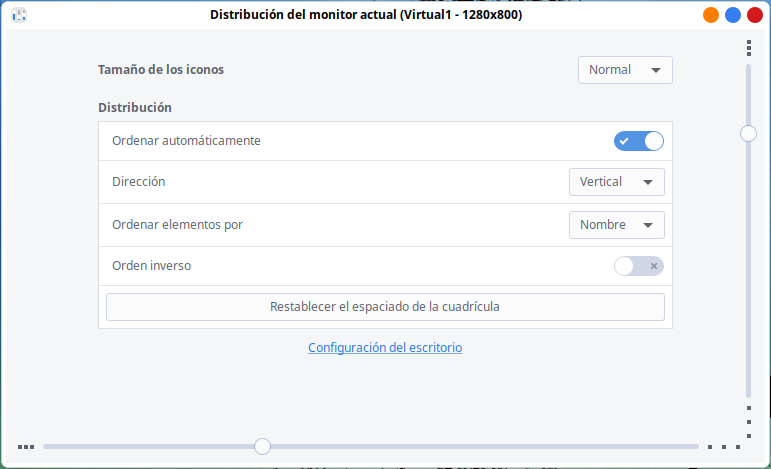 Distribución del monitor actual (Virtual1 - 1280x800)
Tamaño de los iconos
Normal
Distribución
Ordenar automáticamente
Dirección
Vertical
Ordenar elementos por
Nombre
Orden inverso
Restablecer el espaciado de la cuadrícula
Configuración del escritorio